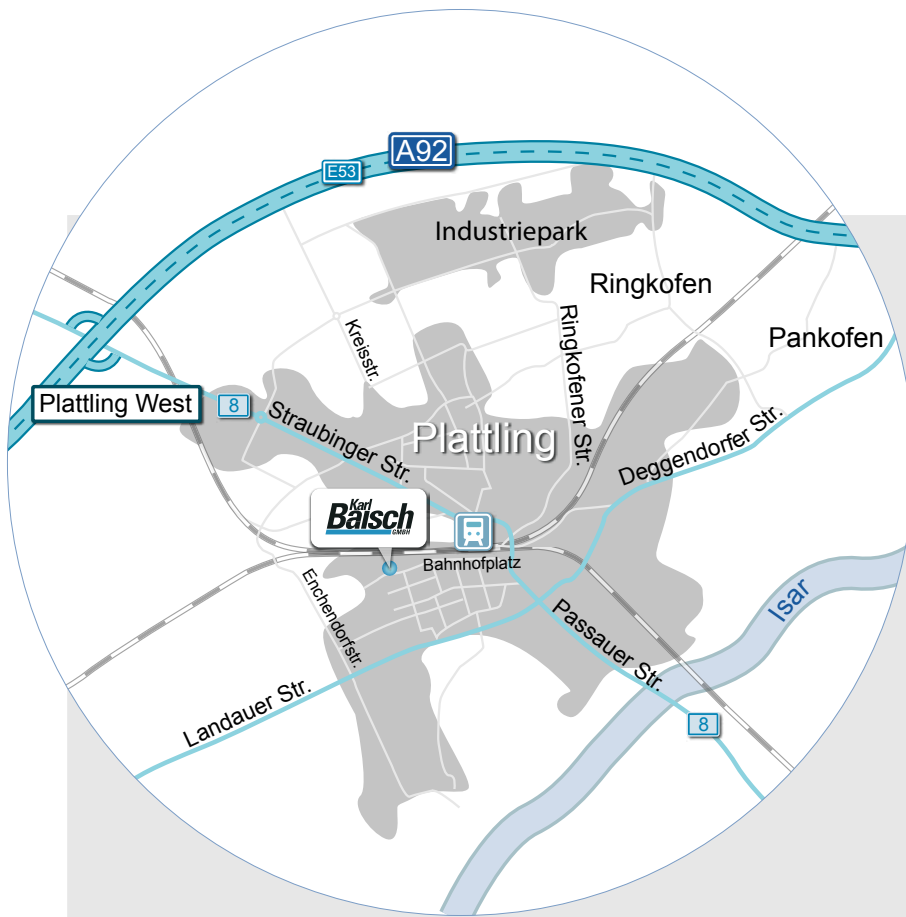 A92
E53
Industriepark
Ringkofen
Kreisstr.
Ringkofener Str.
Pankofen
Plattling West
8
Straubinger Str.
Plattling
Deggendorfer Str.
Karl
Baisch
GMBH
Bahnhofplatz
Enchendorfstr.
Isar
Passauer Str.
Landauer Str.
8